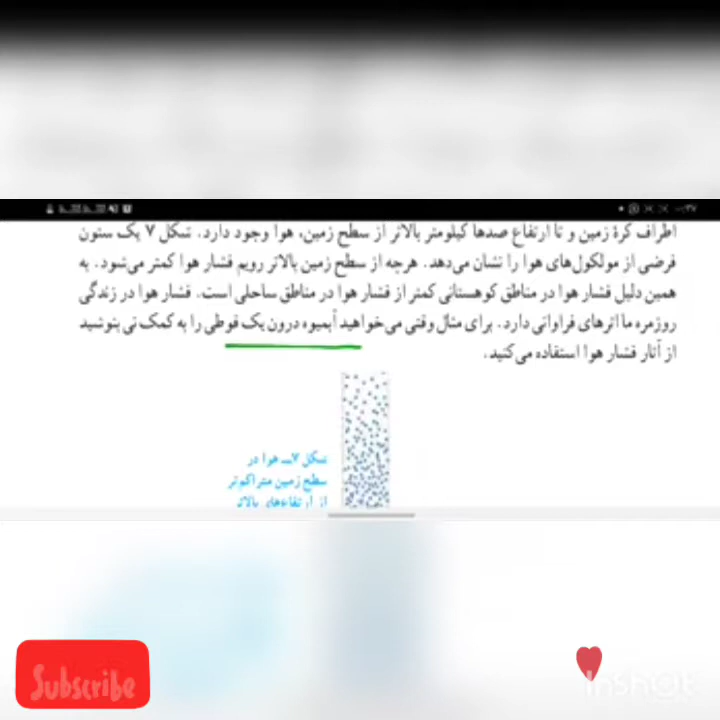 اطراف کرهٔ زمین و تا ارتفاع صدها کیلومتر بالاتر از سطح زمین، هوا وجود دارد. شکل ۷ یک ستون
فرضی از مولکول‌های هوا را نشان می‌دهد. هرچه از سطح زمین بالاتر رویم فشار هوا کمتر می‌شود. به
همین دلیل فشار هوا در مناطق کوهستانی کمتر از فشار هوا در مناطق ساحلی است. فشار هوا در زندگی
روزمره ما اثرهای فراوانی دارد. برای مثال وقتی می‌خواهید آبمیوه درون یک قوطی را به کمک نی بنوشید
از آثار فشار هوا استفاده می‌کنید.
شکل ۷ــ هوا در
سطح زمین متراکم‌تر
از ارتفاع‌های بالاتر
Subscribe
InShOt